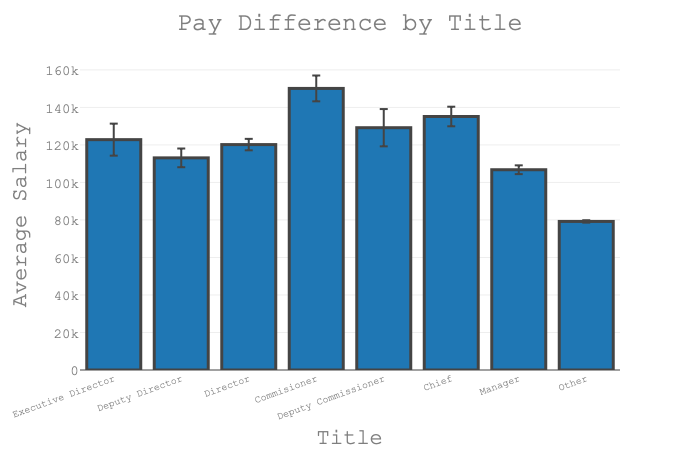 Pay Difference by Title
Average Salary
160k
140k
120k
100k
80k
60k
40k
20k
0
Executive Director
Deputy Director
Director
Commisioner
Deputy Commissioner
Chief
Manager
Other
Title